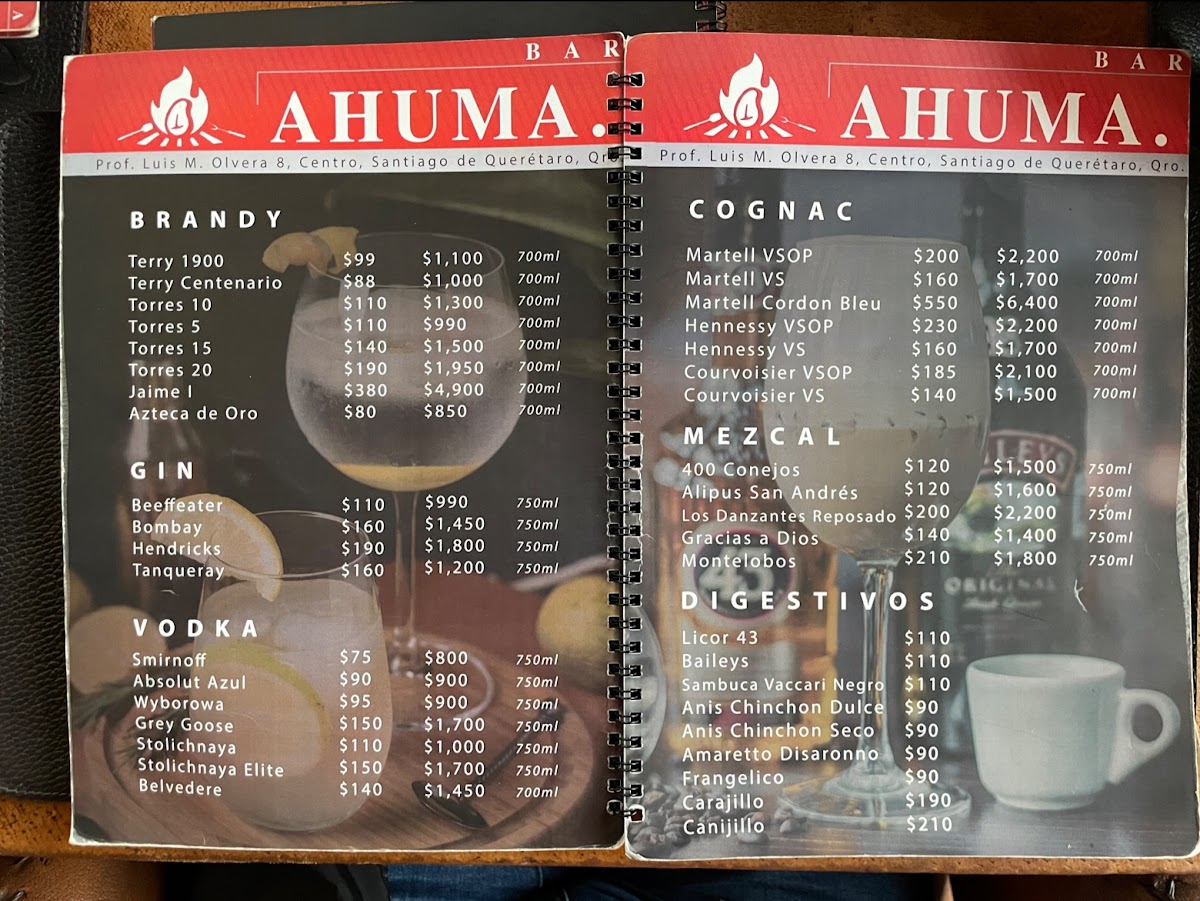 BAR
AHUMA.
Prof. Luis M. Olvera 8, Centro, Santiago de Querétaro, Qro
BRANDY
Terry 1900 $99 $1,100 700ml
Terry Centenario $88 $1,000 700ml
Torres 10 $110 $1,300 700ml
Torres 5 $110 $990 700ml
Torres 15 $140 $1,500 700ml
Torres 20 $190 $1,950 700ml
Jaime I $380 $4,900 700ml
Azteca de Oro $80 $850 700ml
GIN
Beeffeater $110 $990 750ml
Bombay $160 $1,450 750ml
Hendricks $190 $1,800 750ml
Tanqueray $160 $1,200 750ml
VODKA
Smirnoff $75 $800 750ml
Absolut Azul $90 $900 750ml
Wyborowa $95 $900 750ml
Grey Goose $150 $1,700 750ml
Stolichnaya $110 $1,000 750ml
Stolichnaya Elite $150 $1,700 750ml
Belvedere $140 $1,450 700ml
BAR
AHUMA.
Prof. Luis M. Olvera 8, Centro, Santiago de Querétaro, Qro.
COGNAC
Martell VSOP $200 $2,200 700ml
Martell VS $160 $1,700 700ml
Martell Cordon Bleu $550 $6,400 700ml
Hennessy VSOP $230 $2,200 700ml
Hennessy VS $160 $1,700 700ml
Courvoisier VSOP $185 $2,100 700ml
Courvoisier VS $140 $1,500 700ml
MEZCAL
400 Conejos $120 $1,500 750ml
Alipus San Andrés $120 $1,600 750ml
Los Danzantes Reposado $200 $2,200 750ml
Gracias a Dios $140 $1,400 750ml
Montelobos $210 $1,800 750ml
DIGESTIVOS
Licor 43 $110
Baileys $110
Sambuca Vaccari Negro $110
Anis Chinchon Dulce $90
Anis Chinchon Seco $90
Amaretto Disaronno $90
Frangelico $90
Carajillo $190
Canijillo $210
43
ORIGINAL